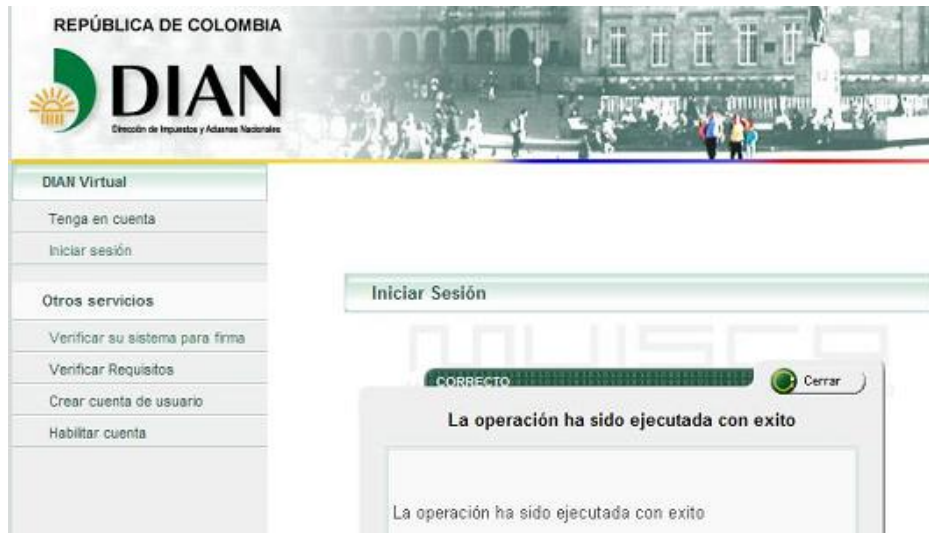 REPÚBLICA DE COLOMBIA
DIAN
Dirección de Impuestos y Aduanas Nacionales
DIAN Virtual
Tenga en cuenta
Iniciar sesión
Otros servicios
Verificar su sistema para firma
Verificar Requisitos
Crear cuenta de usuario
Habilitar cuenta
Iniciar Sesión
MUISCA
CORRECTO
Cerrar
La operación ha sido ejecutada con exito
La operación ha sido ejecutada con exito